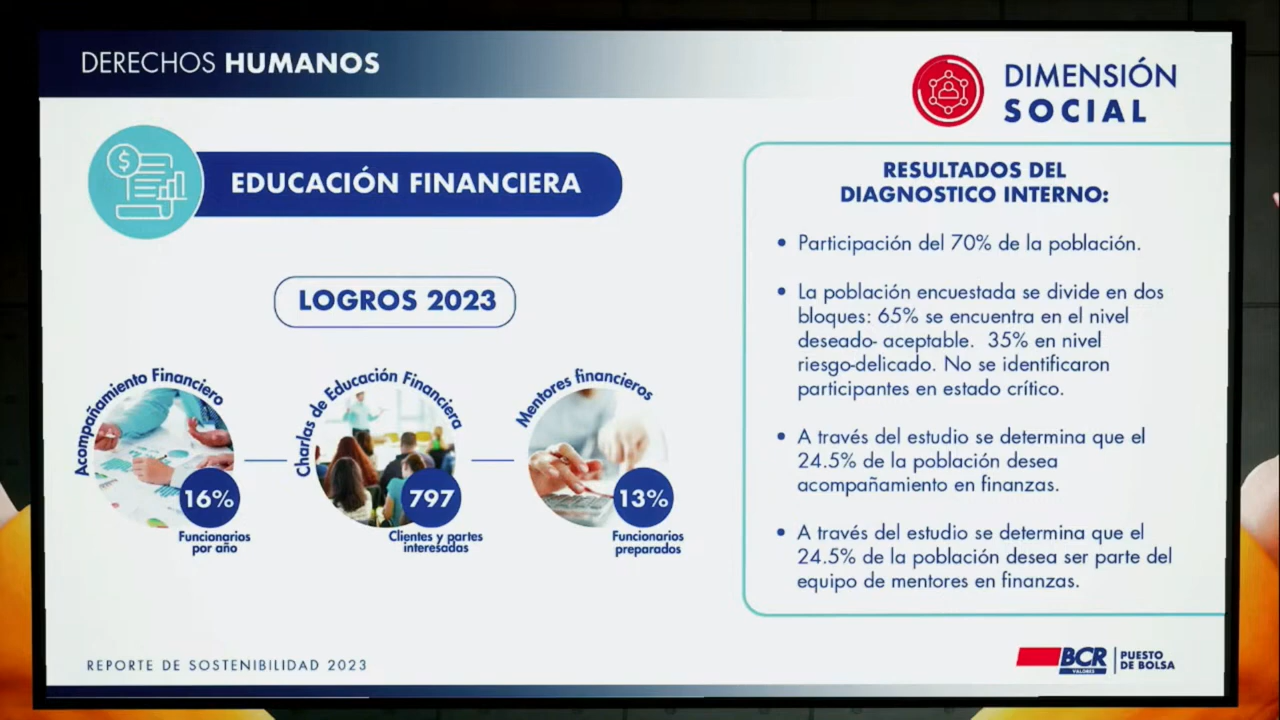 DERECHOS HUMANOS
DIMENSIÓN
SOCIAL
EDUCACIÓN FINANCIERA
LOGROS 2023
Acompañamiento Financiero
16%
Funcionarios
por año
Charlas de Educación Financiera
797
Clientes y partes
interesadas
Mentores financieros
13%
Funcionarios
preparados
RESULTADOS DEL
DIAGNOSTICO INTERNO:
• Participación del 70% de la población.
• La población encuestada se divide en dos
bloques: 65% se encuentra en el nivel
deseado- aceptable. 35% en nivel
riesgo-delicado. No se identificaron
participantes en estado crítico.
• A través del estudio se determina que el
24.5% de la población desea
acompañamiento en finanzas.
• A través del estudio se determina que el
24.5% de la población desea ser parte del
equipo de mentores en finanzas.
REPORTE DE SOSTENIBILIDAD 2023
BCR
VALORES
PUESTO
DE BOLSA